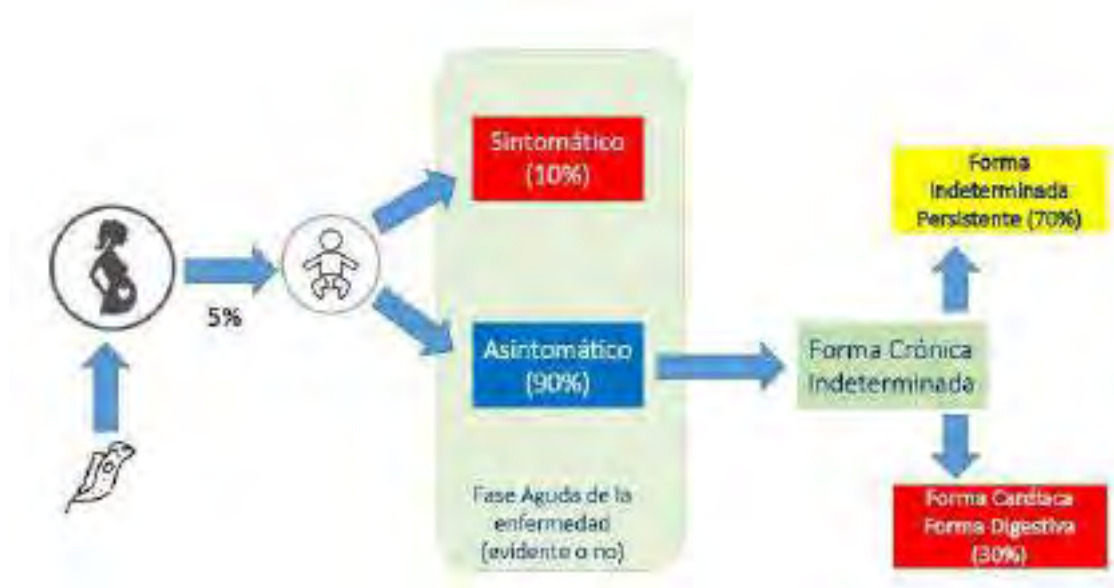 5%
Sintomático
(10%)
Asintomático
(90%)
Fase Aguda de la
enfermedad
(evidente o no)
Forma Crónica
Indeterminada
Forma
Indeterminada
Persistente (70%)
Forma Cardíaca
Forma Digestiva
(30%)